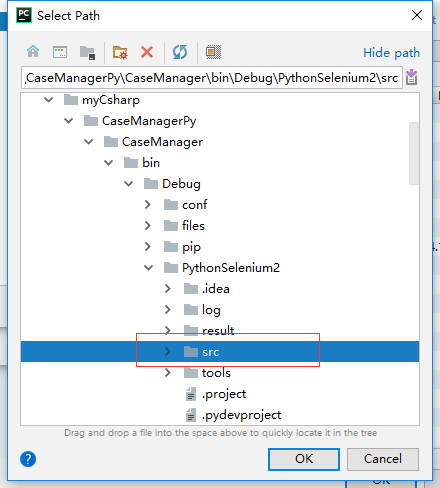 Select Path
Hide path
CaseManagerPy\CaseManager\bin\Debug\PythonSelenium2\src
myCsharp
CaseManagerPy
CaseManager
bin
Debug
conf
files
pip
PythonSelenium2
.idea
log
result
src
tools
.project
.pydevproject
Drag and drop a file into the space above to quickly locate it in the tree
OK
Cancel
OK